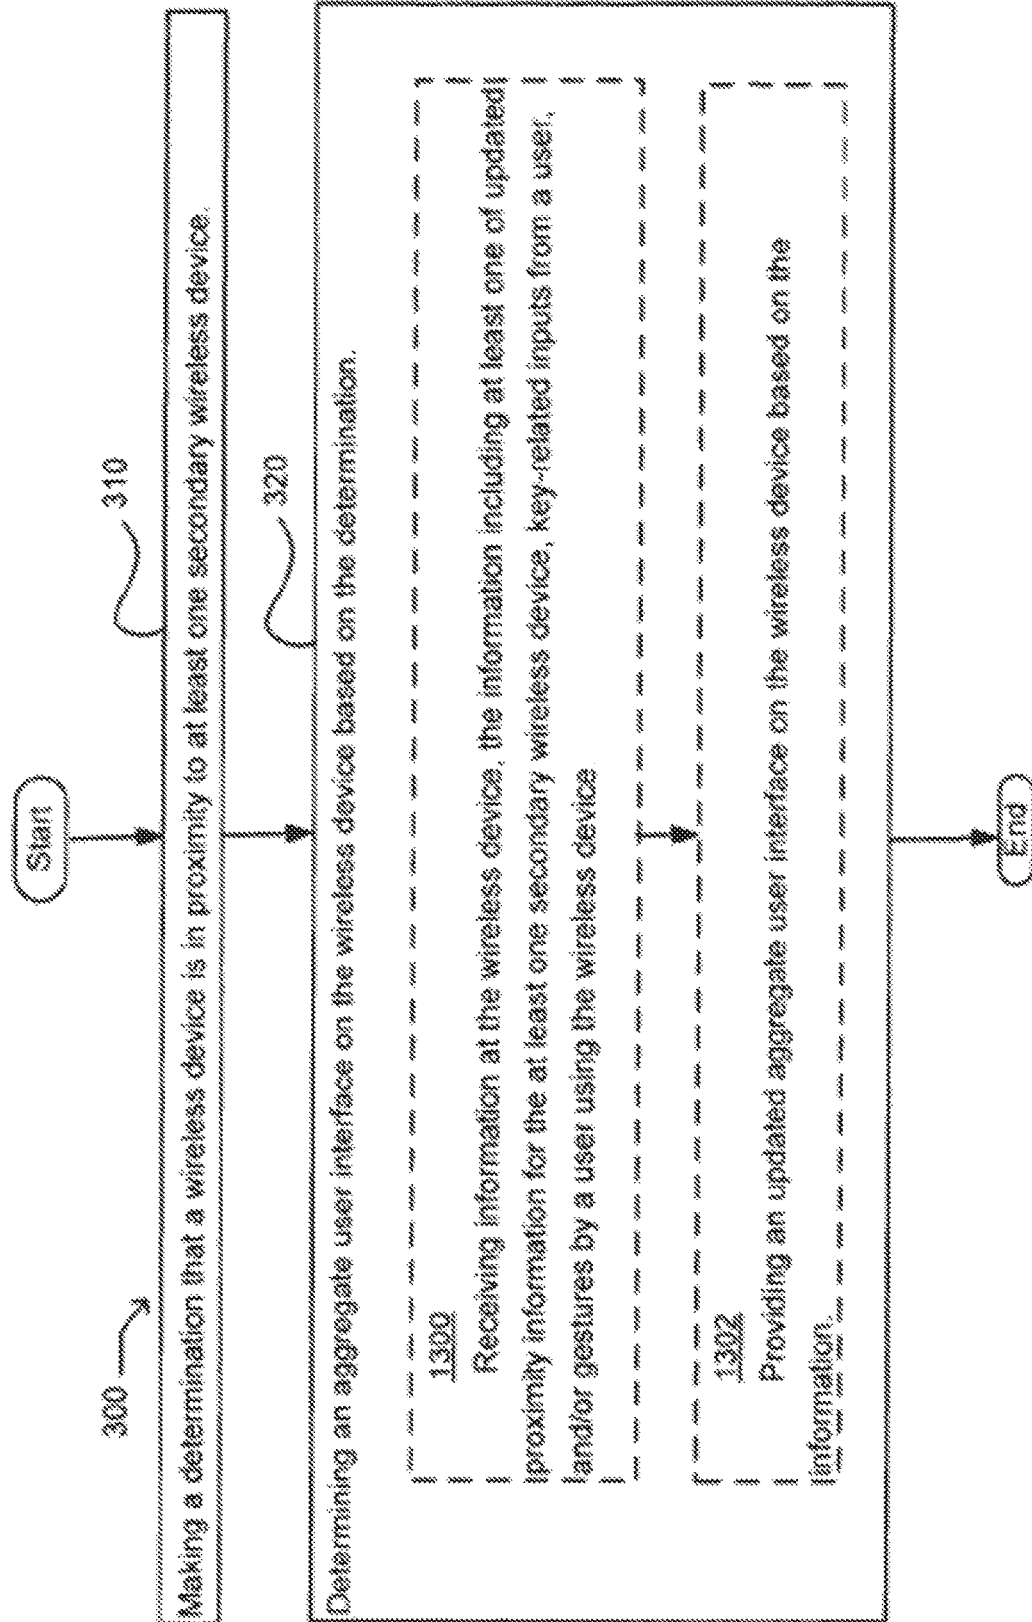 Start
300
310
Making a determination that a wireless device is in proximity to at least one secondary wireless device.
320
Determining an aggregate user interface on the wireless device based on the determination.
1300
Receiving information at the wireless device, the information including at least one of updated
proximity information for the at least one secondary wireless device, key-related inputs from a user,
and/or gestures by a user using the wireless device
1302
Providing an updated aggregate user interface on the wireless device based on the
information.
End